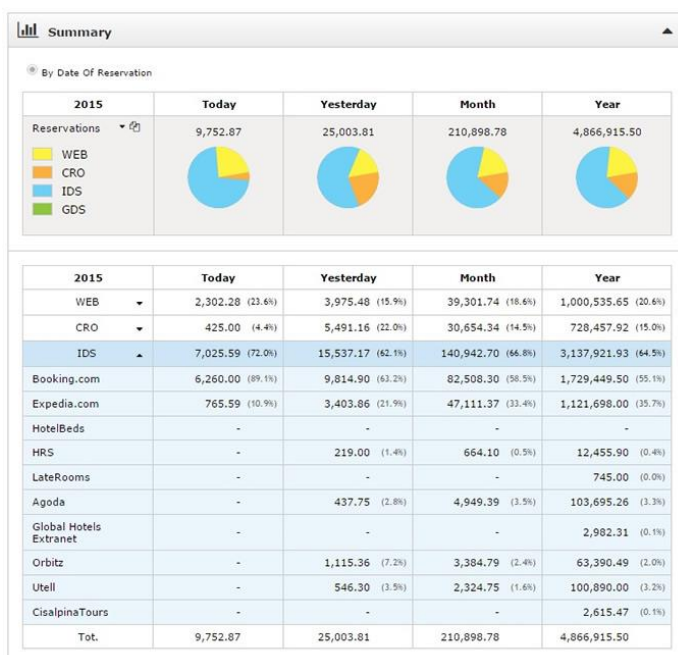 Summary
By Date Of Reservation
2015 Today Yesterday Month Year
Reservations 9,752.87 25,003.81 210,898.78 4,866,915.50
WEB
CRO
IDS
GDS
2015 Today Yesterday Month Year
WEB 2,302.28 (23.6%) 3,975.48 (15.9%) 39,301.74 (18.6%) 1,000,535.65 (20.6%)
CRO 425.00 (4.4%) 5,491.16 (22.0%) 30,654.34 (14.5%) 728,457.92 (15.0%)
IDS 7,025.59 (72.0%) 15,537.17 (62.1%) 140,942.70 (66.8%) 3,137,921.93 (64.5%)
Booking.com 6,260.00 (89.1%) 9,814.90 (63.2%) 82,508.30 (58.5%) 1,729,449.50 (55.1%)
Expedia.com 765.59 (10.9%) 3,403.86 (21.9%) 47,111.37 (33.4%) 1,121,698.00 (35.7%)
HotelBeds - - - -
HRS - 219.00 (1.4%) 664.10 (0.5%) 12,455.90 (0.4%)
LateRooms - - - 745.00 (0.0%)
Agoda - 437.75 (2.8%) 4,949.39 (3.5%) 103,695.26 (3.3%)
Global Hotels
Extranet - - - 2,982.31 (0.1%)
Orbitz - 1,115.36 (7.2%) 3,384.79 (2.4%) 63,390.49 (2.0%)
Utell - 546.30 (3.5%) 2,324.75 (1.6%) 100,890.00 (3.2%)
CisalpinaTours - - - 2,615.47 (0.1%)
Tot. 9,752.87 25,003.81 210,898.78 4,866,915.50